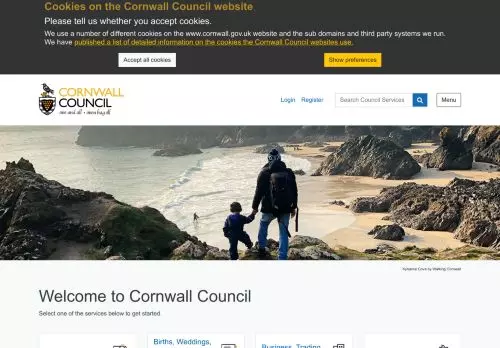 Cookies on the Cornwall Council website
Please tell us whether you accept cookies.
We use a number of different cookies on the www.cornwall.gov.uk website and the sub domains and third party systems we run.
We have published a list of detailed information on the cookies the Cornwall Council websites use.
Accept all cookies
Show preferences
CORNWALL
COUNCIL
one and all • onen hag oll
Login Register
Search Council Services
Menu
Kynance Cove by Walking Cornwall
Welcome to Cornwall Council
Select one of the services below to get started
Births, Weddings,
Business, Trading